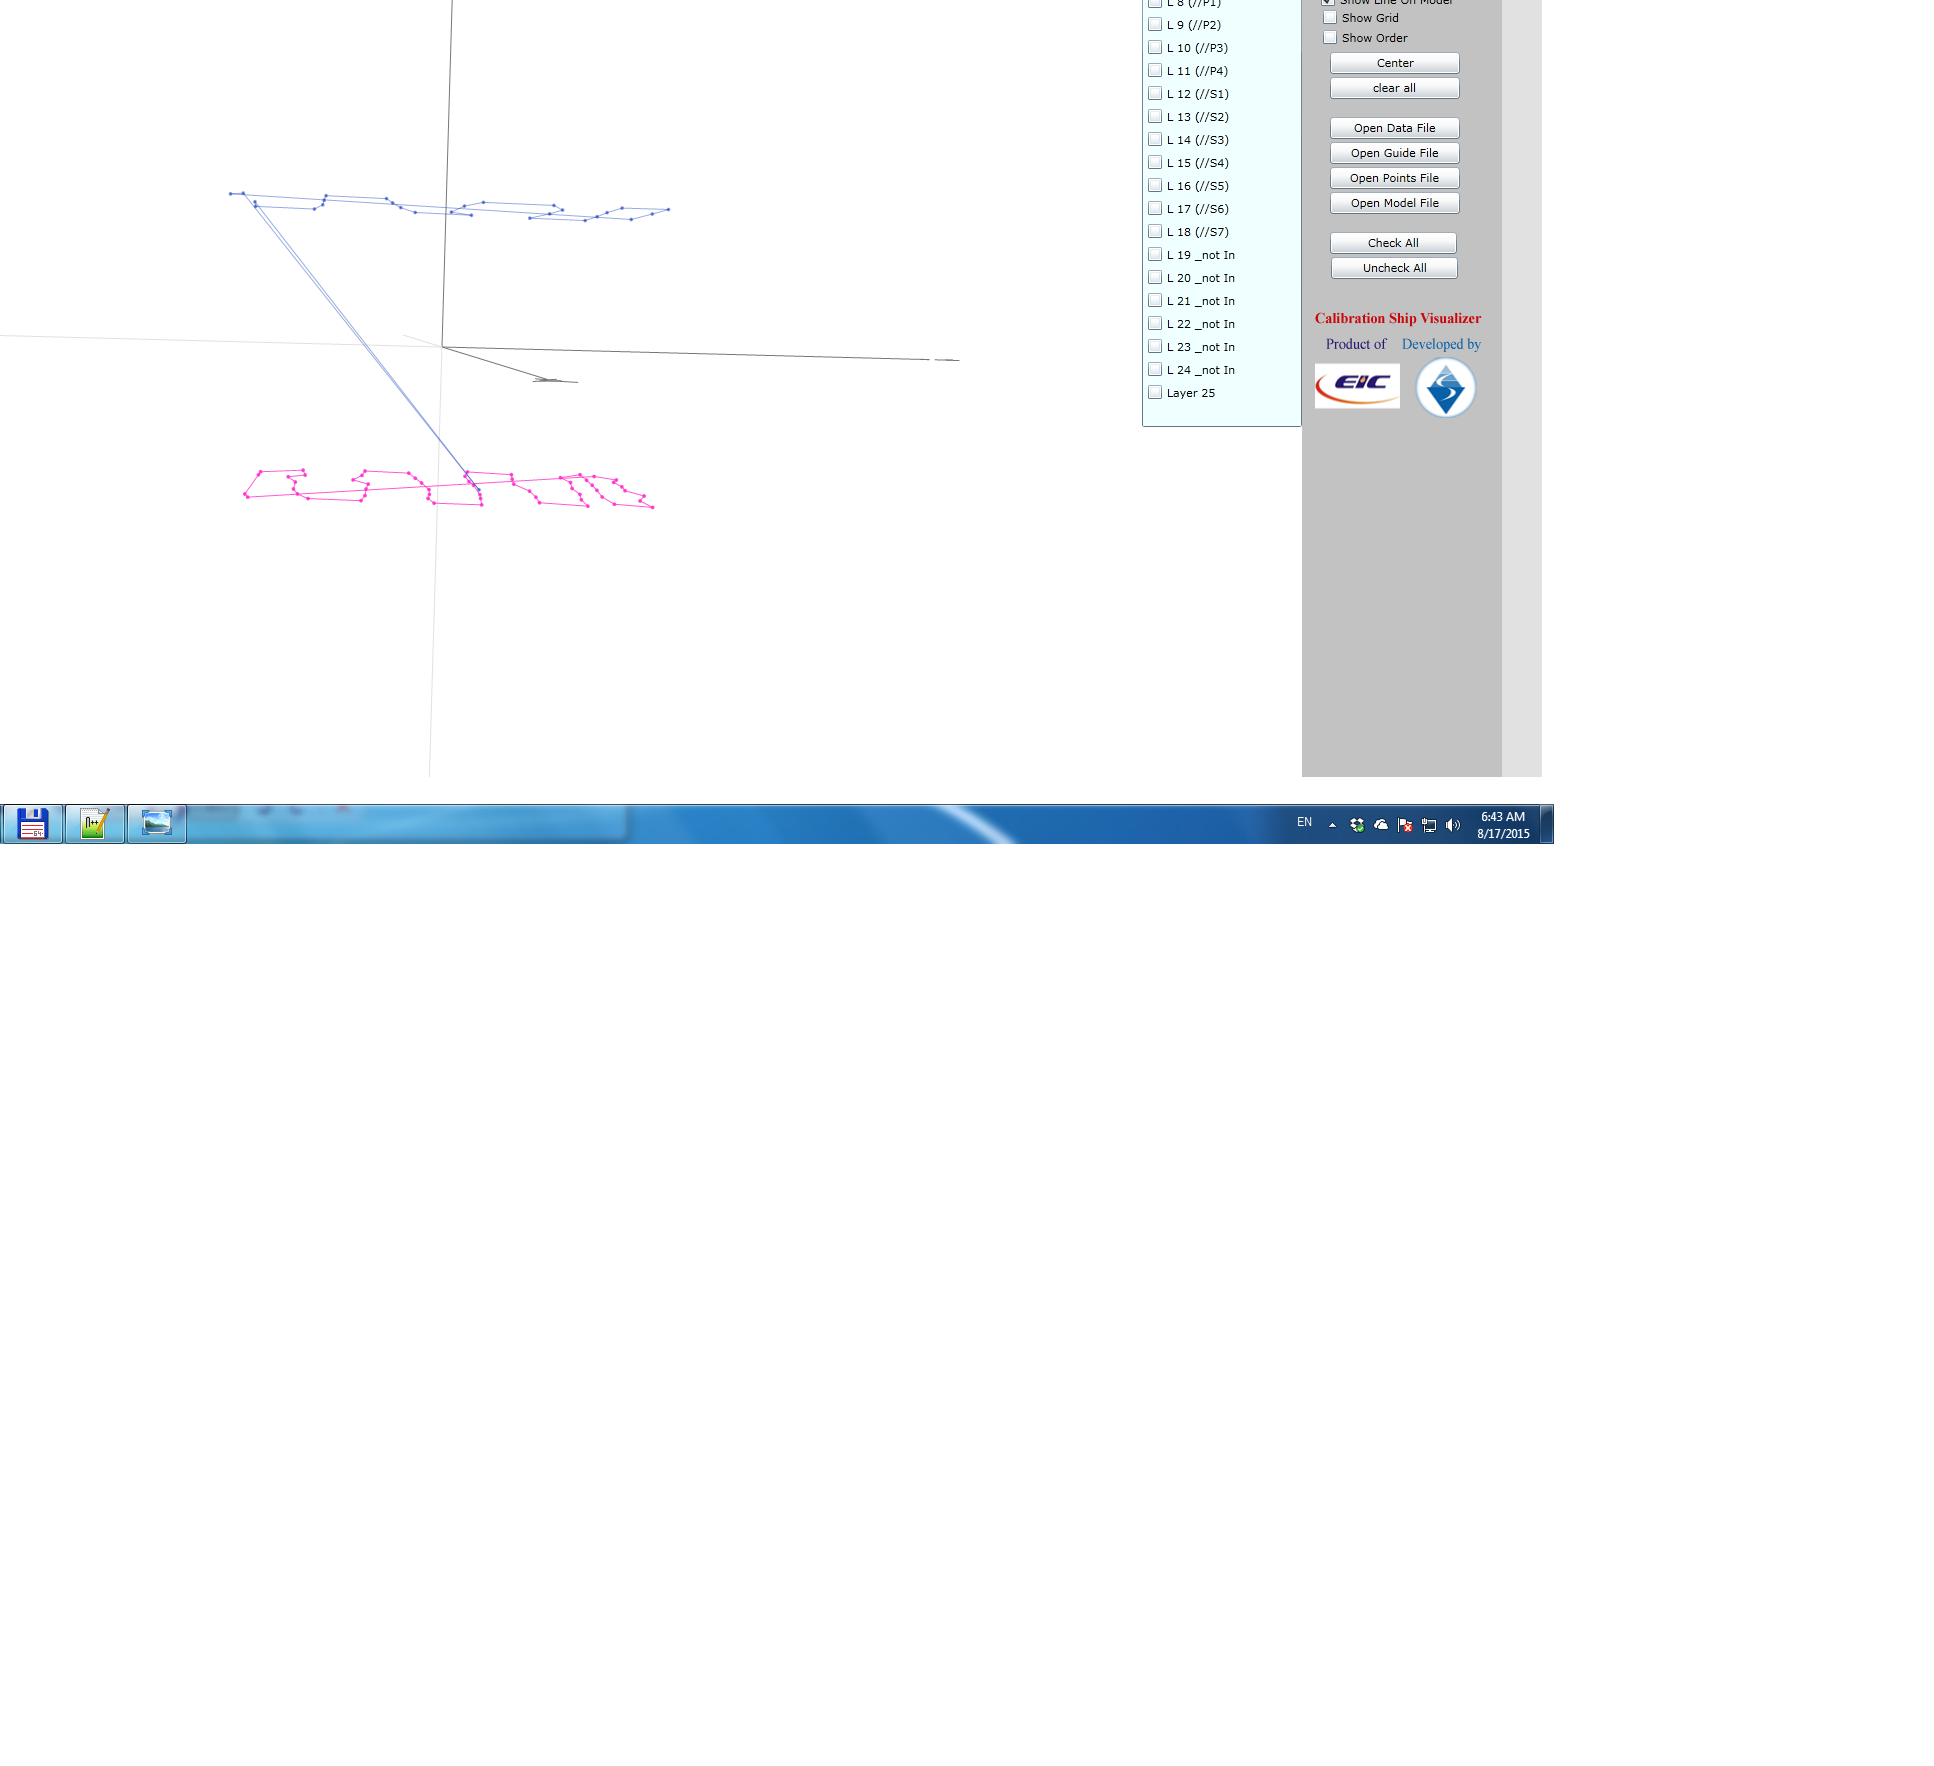 L 8 (//P1)
L 9 (//P2)
L 10 (//P3)
L 11 (//P4)
L 12 (//S1)
L 13 (//S2)
L 14 (//S3)
L 15 (//S4)
L 16 (//S5)
L 17 (//S6)
L 18 (//S7)
L 19 _not In
L 20 _not In
L 21 _not In
L 22 _not In
L 23 _not In
L 24 _not In
Layer 25
Show Line On Model
Show Grid
Show Order
Center
clear all
Open Data File
Open Guide File
Open Points File
Open Model File
Check All
Uncheck All
Calibration Ship Visualizer
Product of Developed by
EIC
64
n++
EN
6:43 AM
8/17/2015